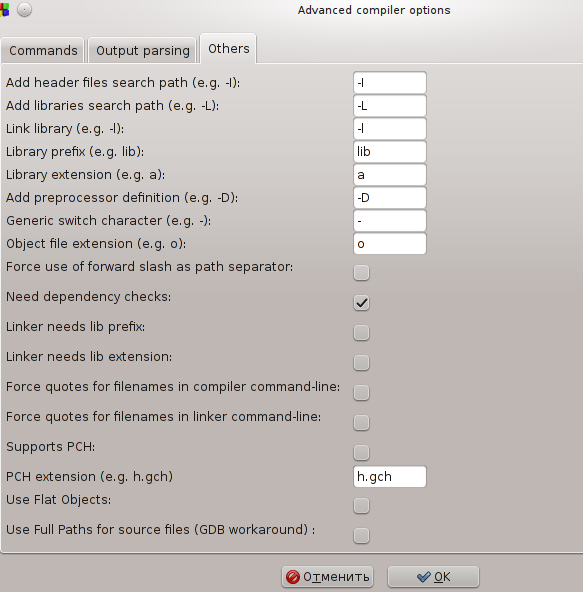 Advanced compiler options
Commands
Output parsing
Others
Add header files search path (e.g. -I):
-I
Add libraries search path (e.g. -L):
-L
Link library (e.g. -l):
-l
Library prefix (e.g. lib):
lib
Library extension (e.g. a):
a
Add preprocessor definition (e.g. -D):
-D
Generic switch character (e.g. -):
-
Object file extension (e.g. o):
o
Force use of forward slash as path separator:
Need dependency checks:
Linker needs lib prefix:
Linker needs lib extension:
Force quotes for filenames in compiler command-line:
Force quotes for filenames in linker command-line:
Supports PCH:
PCH extension (e.g. h.gch)
h.gch
Use Flat Objects:
Use Full Paths for source files (GDB workaround) :
Отменить
OK